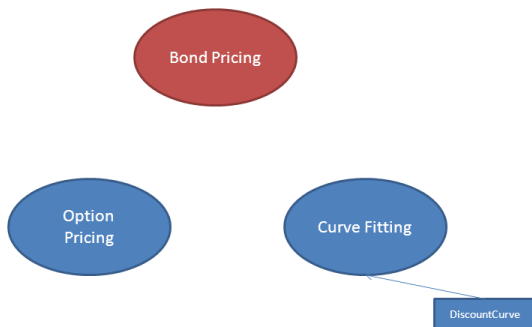 Bond Pricing
Option
Pricing
Curve Fitting
DiscountCurve